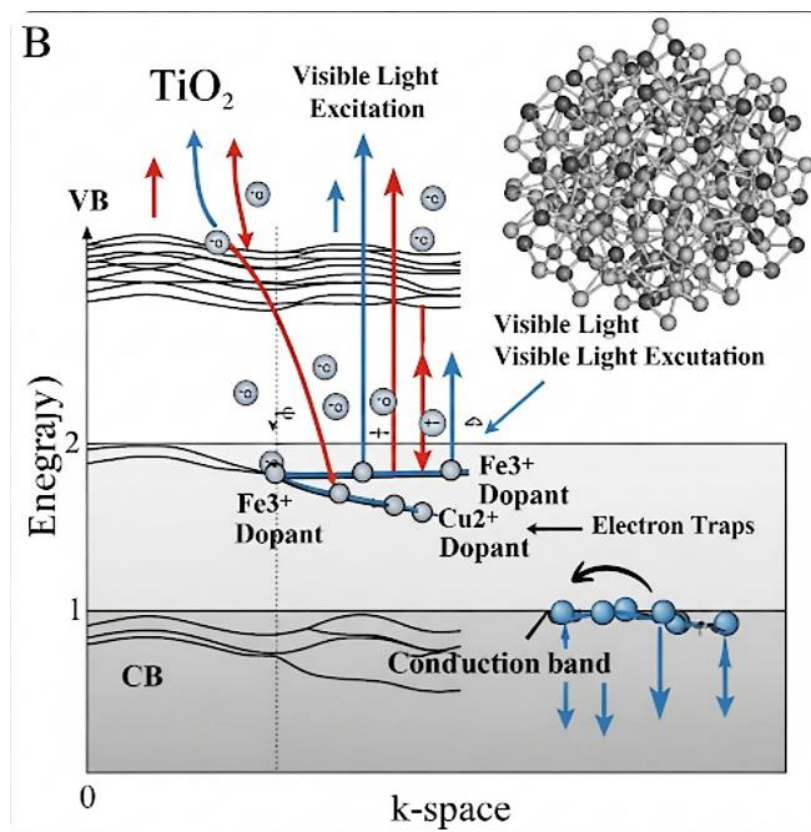 B
TiO₂
Visible Light
Excitation
VB
Visible Light
Visible Light Excutation
2
Fe3+
Dopant
Fe3+
Dopant
Cu2+
Dopant
Electron Traps
1
Conduction band
CB
0
k-space
Enegrajy